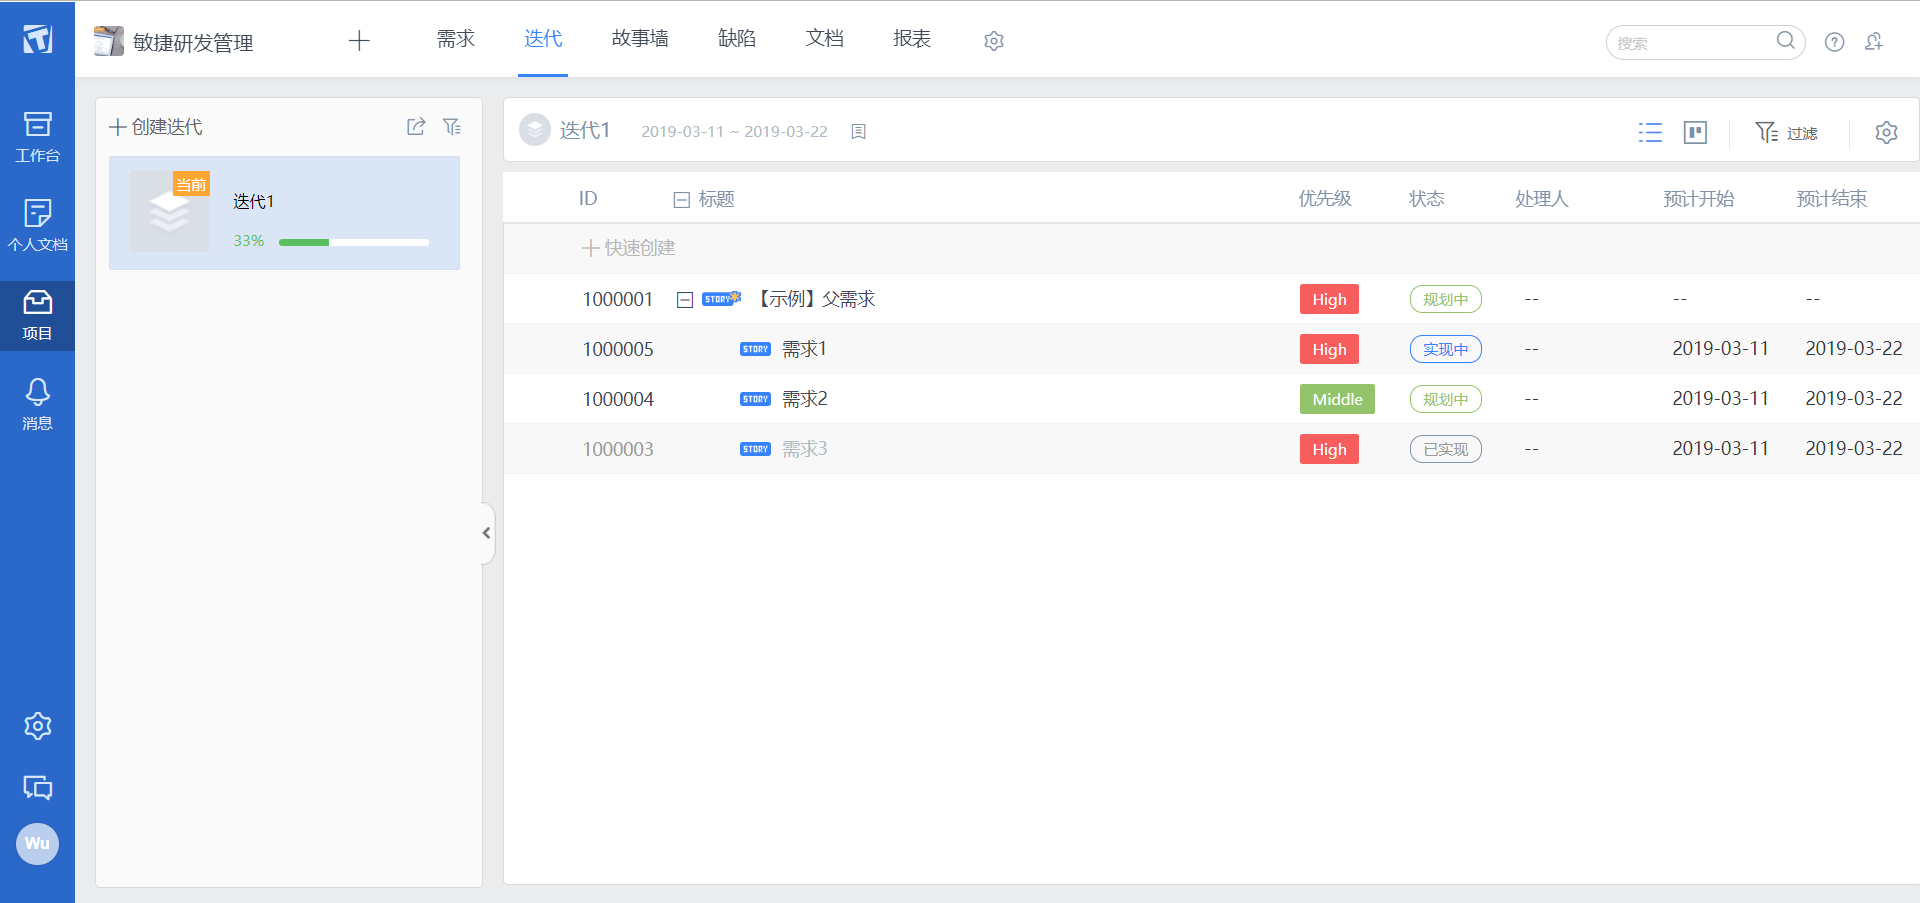 敏捷研发管理
需求 迭代 故事墙 缺陷 文档 报表
搜索
工作台
个人文档
项目
消息
Wu
创建迭代
当前
迭代1
33%
迭代1 2019-03-11 ~ 2019-03-22
过滤
ID 标题 优先级 状态 处理人 预计开始 预计结束
快速创建
1000001 STORY 【示例】父需求 High 规划中 -- -- --
1000005 STORY 需求1 High 实现中 -- 2019-03-11 2019-03-22
1000004 STORY 需求2 Middle 规划中 -- 2019-03-11 2019-03-22
1000003 STORY 需求3 High 已实现 -- 2019-03-11 2019-03-22